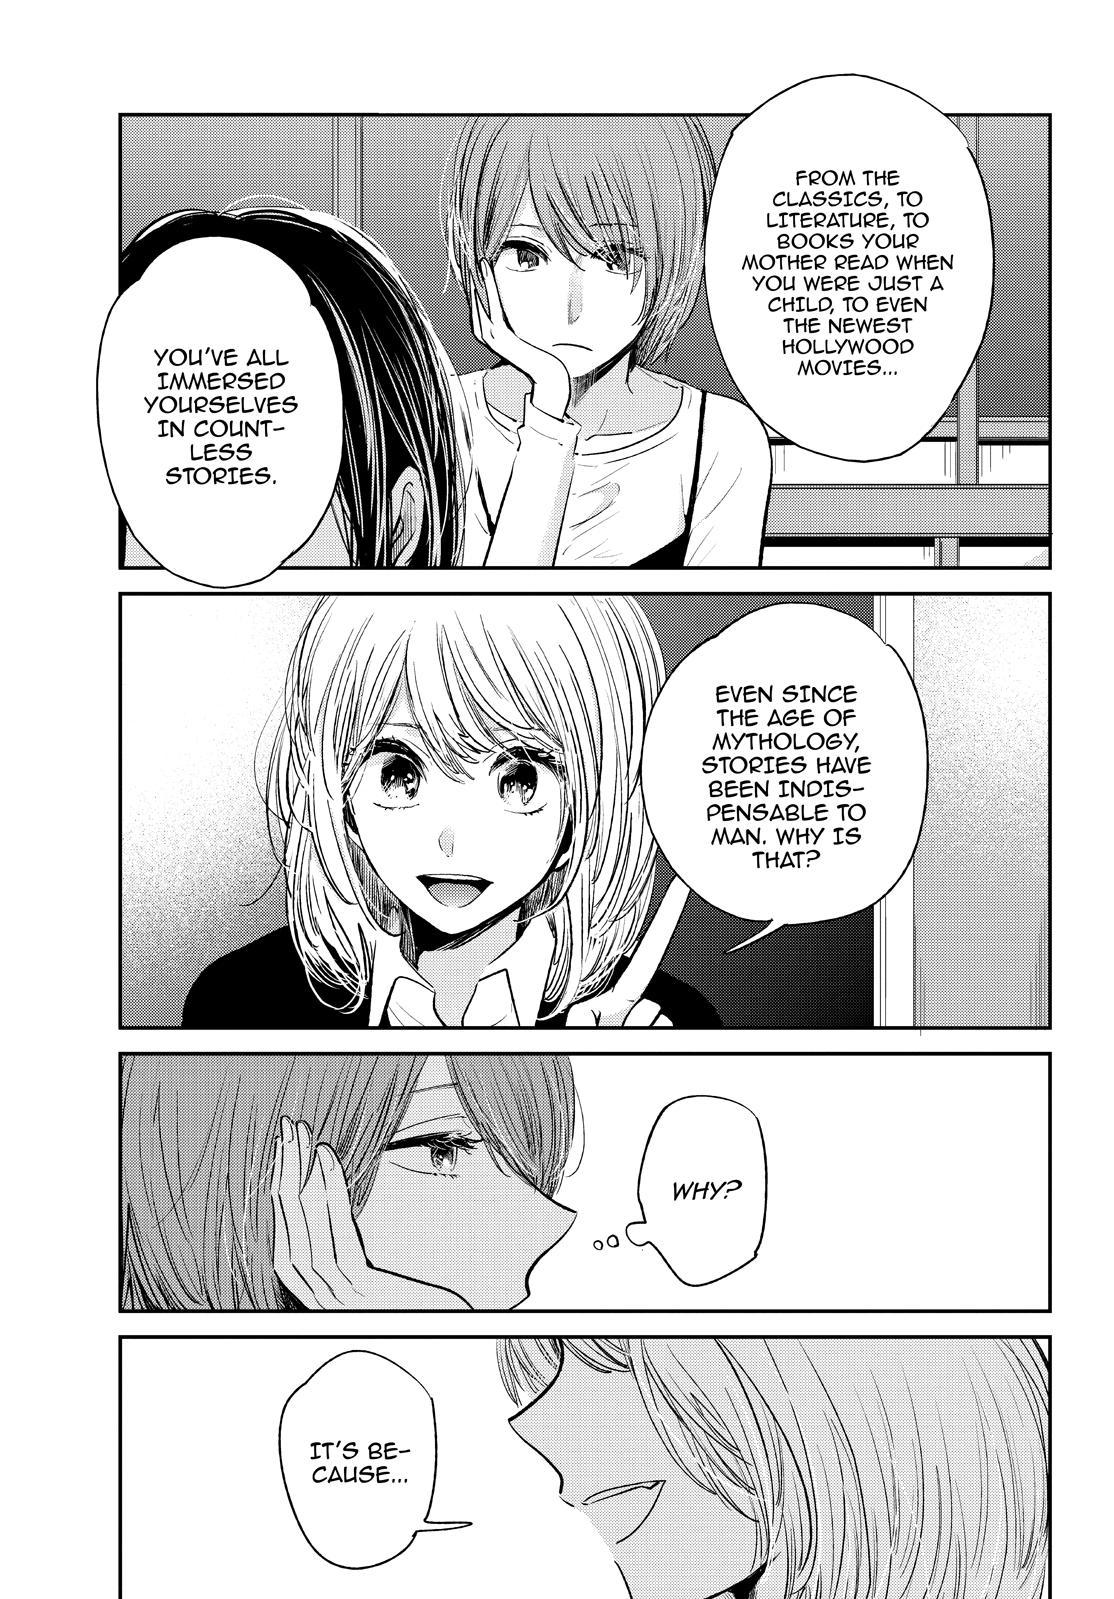 FROM THE
CLASSICS, TO
LITERATURE, TO
BOOKS YOUR
MOTHER READ WHEN
YOU WERE JUST A
CHILD, TO EVEN
THE NEWEST
HOLLYWOOD
MOVIES...
YOU'VE ALL
IMMERSED
YOURSELVES
IN COUNT-
LESS
STORIES.
EVEN SINCE
THE AGE OF
MYTHOLOGY,
STORIES HAVE
BEEN INDIS-
PENSABLE TO
MAN. WHY IS
THAT?
WHY?
IT'S BE-
CAUSE...